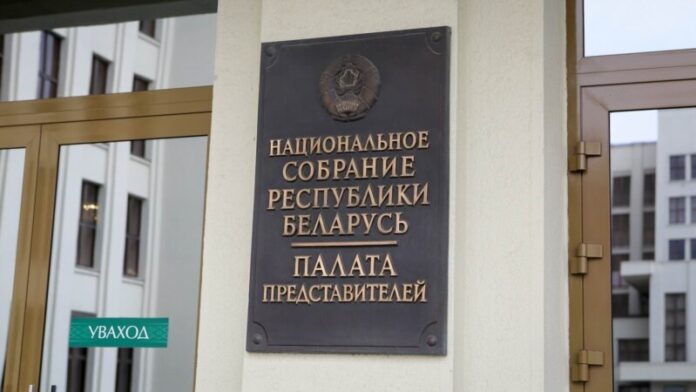 НАЦИОНАЛЬНОЕ
СОБРАНИЕ
РЕСПУБЛИКИ
БЕЛАРУСЬ
ПАЛАТА
ПРЕДСТАВИТЕЛЕЙ
УВАХОД